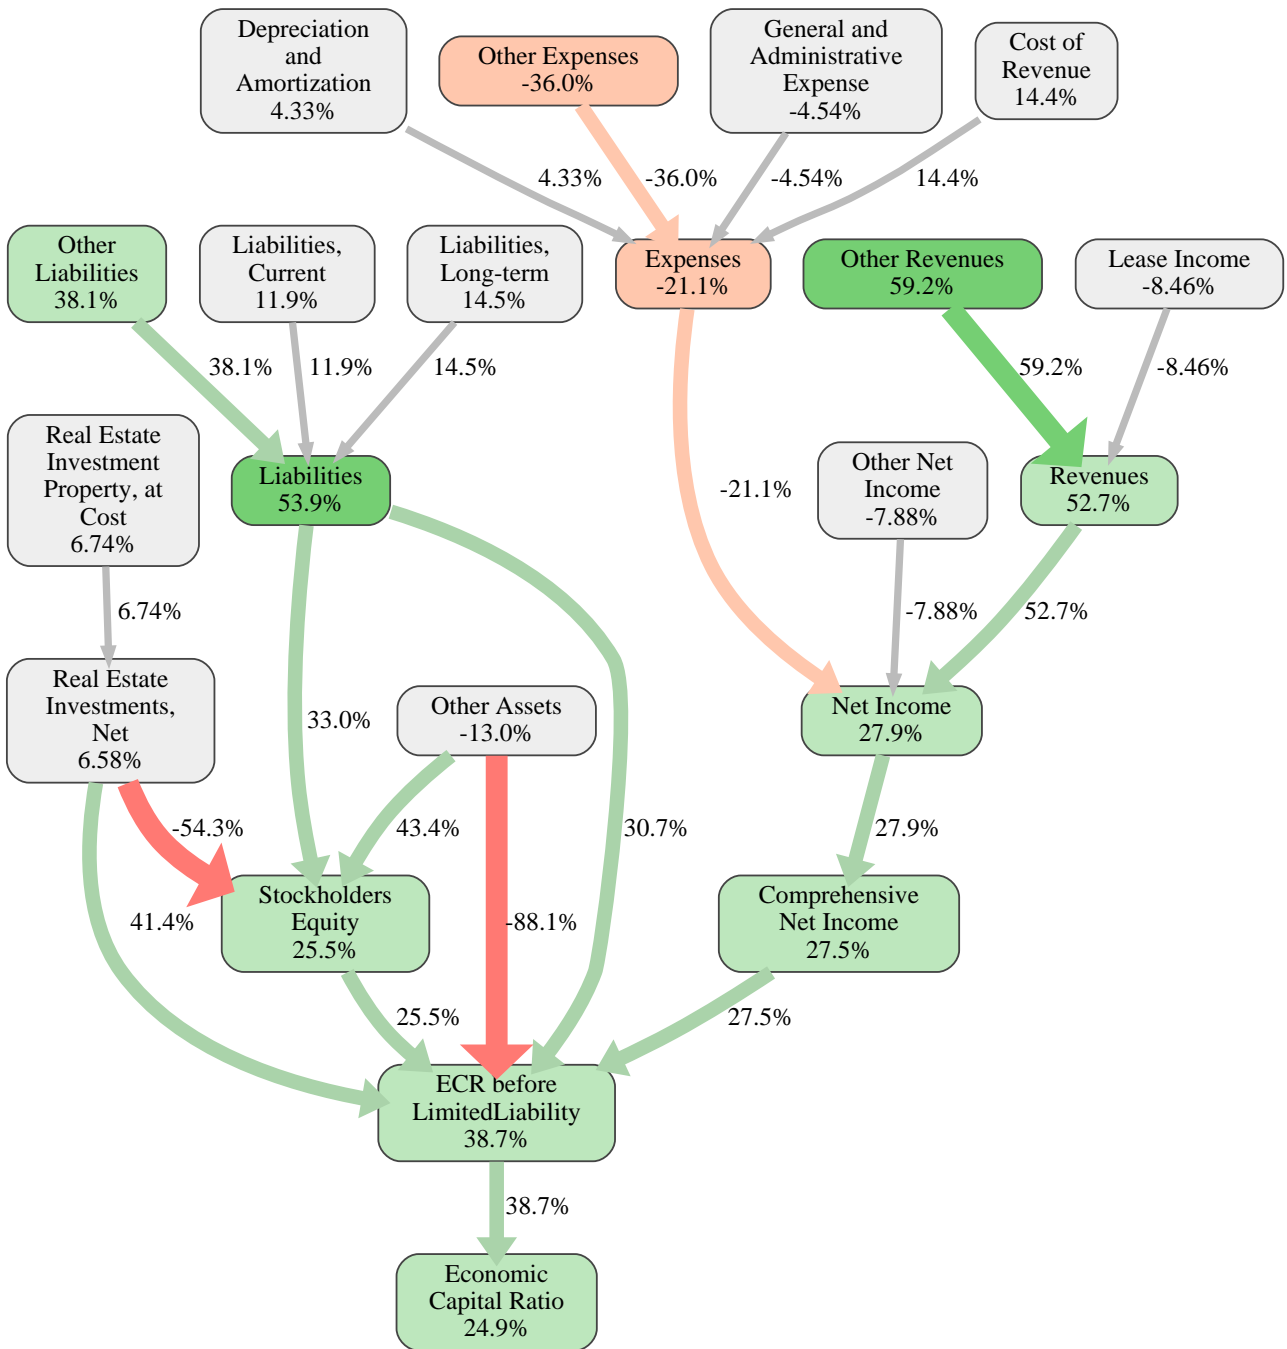 Depreciation
and
Amortization
4.33%
Other Expenses
-36.0%
General and
Administrative
Expense
-4.54%
Cost of
Revenue
14.4%
4.33%
-36.0%
-4.54%
14.4%
Other
Liabilities
38.1%
Liabilities,
Current
11.9%
Liabilities,
Long-term
14.5%
Expenses
-21.1%
Other Revenues
59.2%
Lease Income
-8.46%
38.1%
11.9%
14.5%
59.2%
-8.46%
Real Estate
Investment
Property, at
Cost
6.74%
Liabilities
53.9%
-21.1%
Other Net
Income
-7.88%
Revenues
52.7%
6.74%
-7.88%
52.7%
Real Estate
Investments,
Net
6.58%
33.0%
Other Assets
-13.0%
Net Income
27.9%
-54.3%
43.4%
30.7%
27.9%
41.4%
Stockholders
Equity
25.5%
-88.1%
Comprehensive
Net Income
27.5%
25.5%
27.5%
ECR before
LimitedLiability
38.7%
38.7%
Economic
Capital Ratio
24.9%